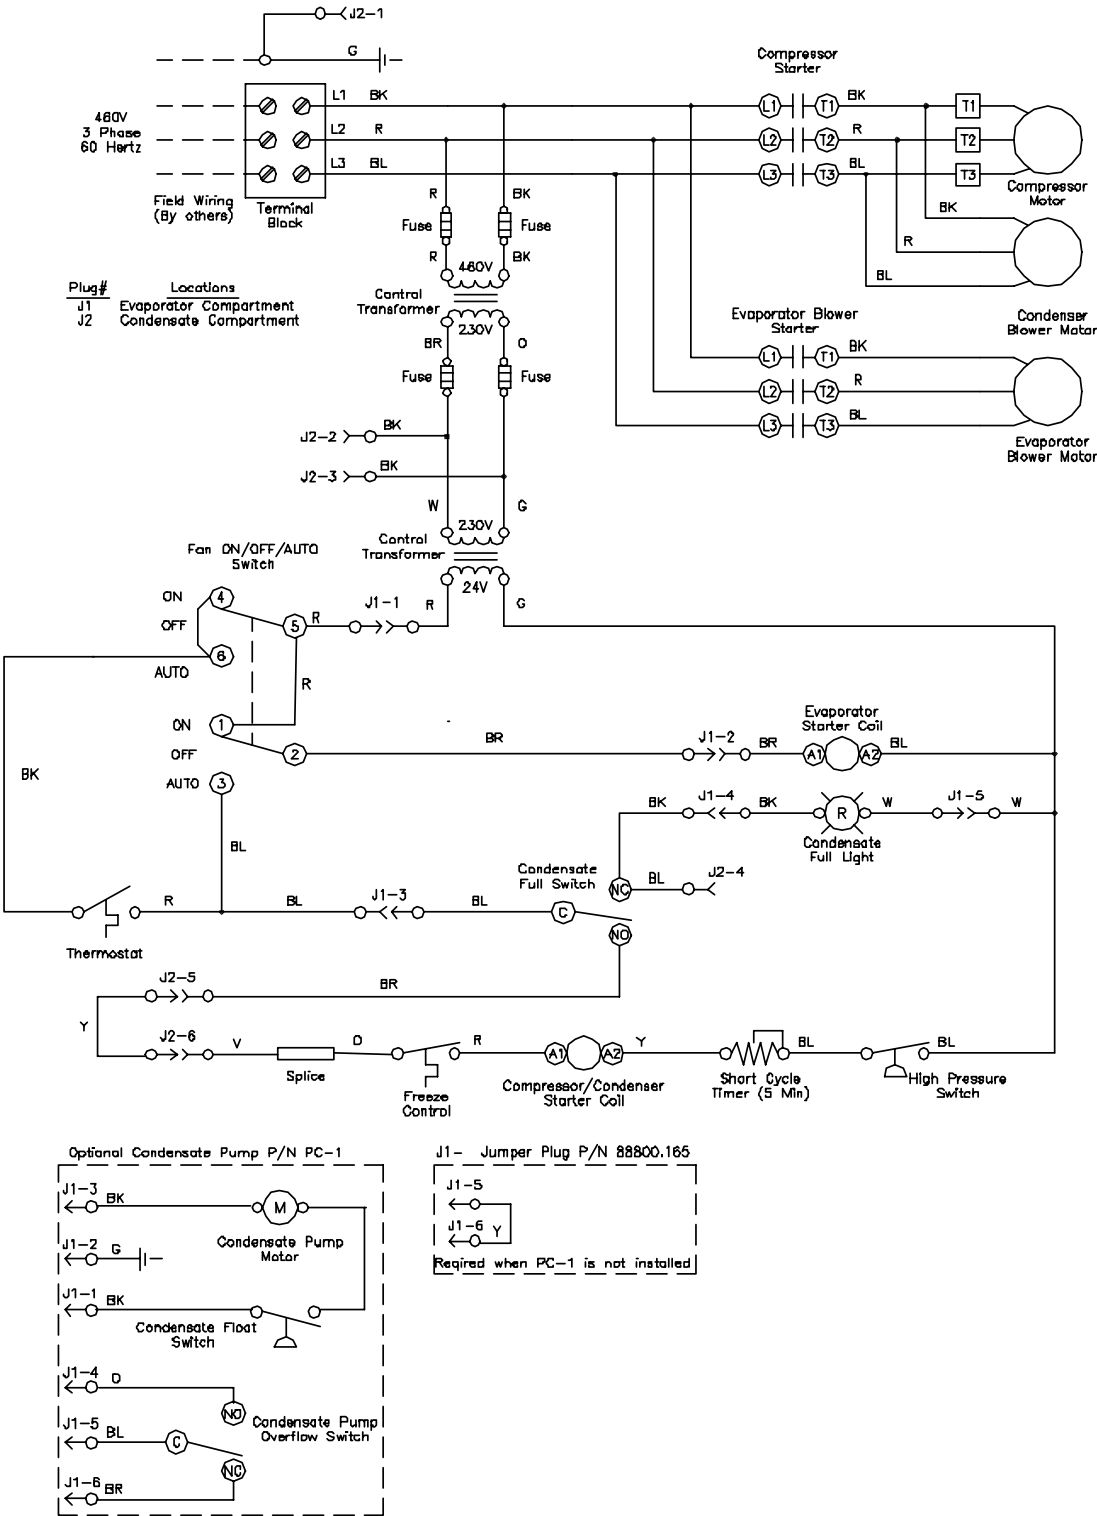 J2-1
G
Compressor
Starter
460V
3 Phase
60 Hertz
L1 BK
L2 R
L3 BL
L1 T1 BK T1
L2 T2 R T2
L3 T3 BL T3
Compressor
Motor
Field Wiring
(By others)
Terminal
Block
R BK
Fuse Fuse
R BK
BK
R
BL
Condenser
Blower Motor
Plug# Locations
J1 Evaporator Compartment
J2 Condensate Compartment
460V
Control
Transformer
230V
BR O
Fuse Fuse
Evaporator Blower
Starter
L1 T1 BK
L2 T2 R
L3 T3 BL
Evaporator
Blower Motor
J2-2 BK
J2-3 BK
W G
230V
Control
Transformer
24V
R G
Fan ON/OFF/AUTO
Switch
ON 4
OFF
5 R J1-1
6
AUTO
R
ON 1
OFF 2
AUTO 3
BK
BL
BR J1-2 BR
Evaporator
Starter Coil
A1 A2 BL
BK J1-4 BK R W J1-5 W
Condensate
Full Light
Condensate
Full Switch
NC BL J2-4
R BL J1-3 BL C
NO
Thermostat
J2-5 BR
Y
J2-6 V O R
Splice
Freeze
Control
A1 A2 Y
Compressor/Condenser
Starter Coil
BL BL
Short Cycle
Timer (5 Min)
High Pressure
Switch
Optional Condensate Pump P/N PC-1
J1-3 BK M
Condensate Pump
Motor
J1-2 G
J1-1 BK
Condensate Float
Switch
J1-4 O
NO
Condensate Pump
Overflow Switch
J1-5 BL C
NC
J1-6 BR
J1- Jumper Plug P/N 88800.165
J1-5
J1-6 Y
Reqired when PC-1 is not installed